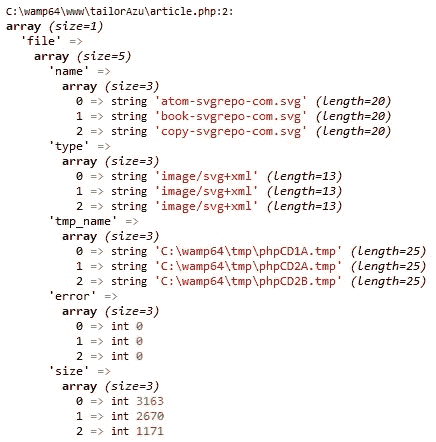 C:\wamp64\www\tailorAzu\article.php:2:
array (size=1)
'file' =>
array (size=5)
'name' =>
array (size=3)
0 => string 'atom-svgrepo-com.svg' (length=20)
1 => string 'book-svgrepo-com.svg' (length=20)
2 => string 'copy-svgrepo-com.svg' (length=20)
'type' =>
array (size=3)
0 => string 'image/svg+xml' (length=13)
1 => string 'image/svg+xml' (length=13)
2 => string 'image/svg+xml' (length=13)
'tmp_name' =>
array (size=3)
0 => string 'C:\wamp64\tmp\phpCD1A.tmp' (length=25)
1 => string 'C:\wamp64\tmp\phpCD2A.tmp' (length=25)
2 => string 'C:\wamp64\tmp\phpCD2B.tmp' (length=25)
'error' =>
array (size=3)
0 => int 0
1 => int 0
2 => int 0
'size' =>
array (size=3)
0 => int 3163
1 => int 2670
2 => int 1171